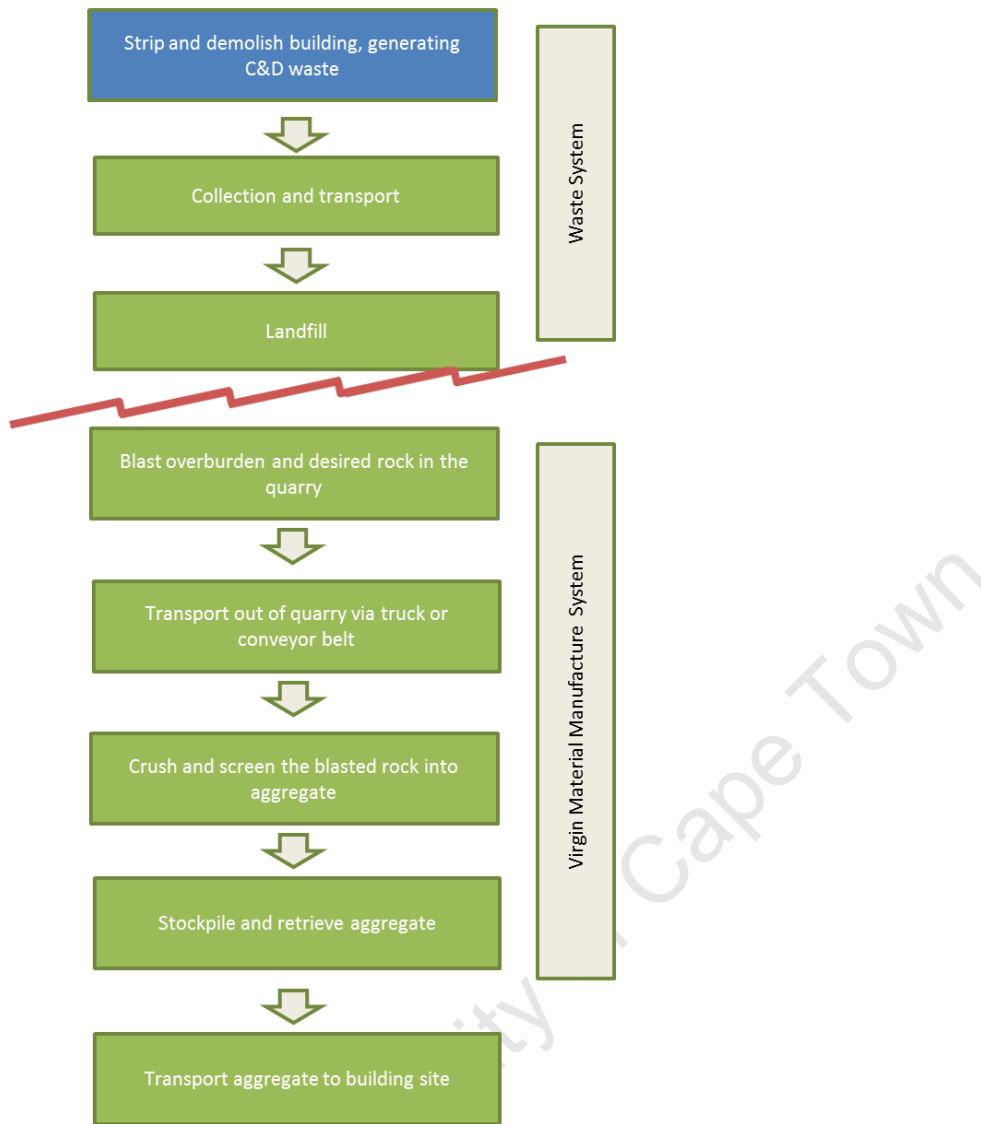 Strip and demolish building, generating
C&D waste
Collection and transport
Landfill
Waste System
Blast overburden and desired rock in the
quarry
Transport out of quarry via truck or
conveyor belt
Crush and screen the blasted rock into
aggregate
Stockpile and retrieve aggregate
Transport aggregate to building site
Virgin Material Manufacture System
ity
Cape Town